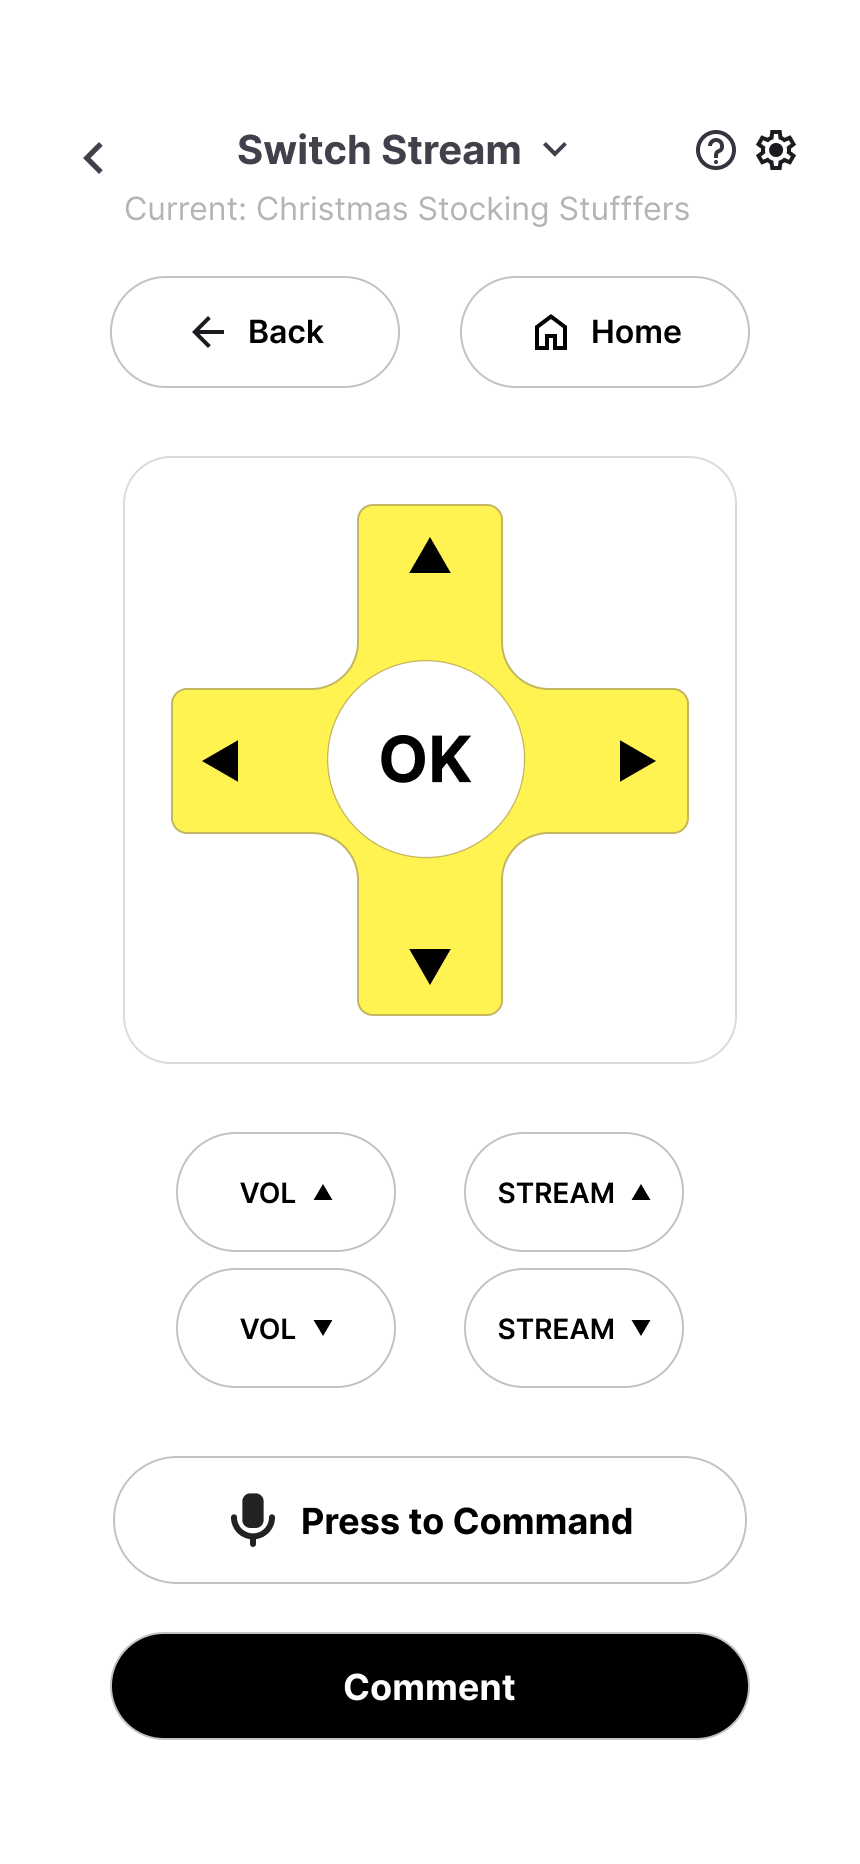 Switch Stream
Current: Christmas Stocking Stufffers
Back
Home
OK
VOL
STREAM
VOL
STREAM
Press to Command
Comment